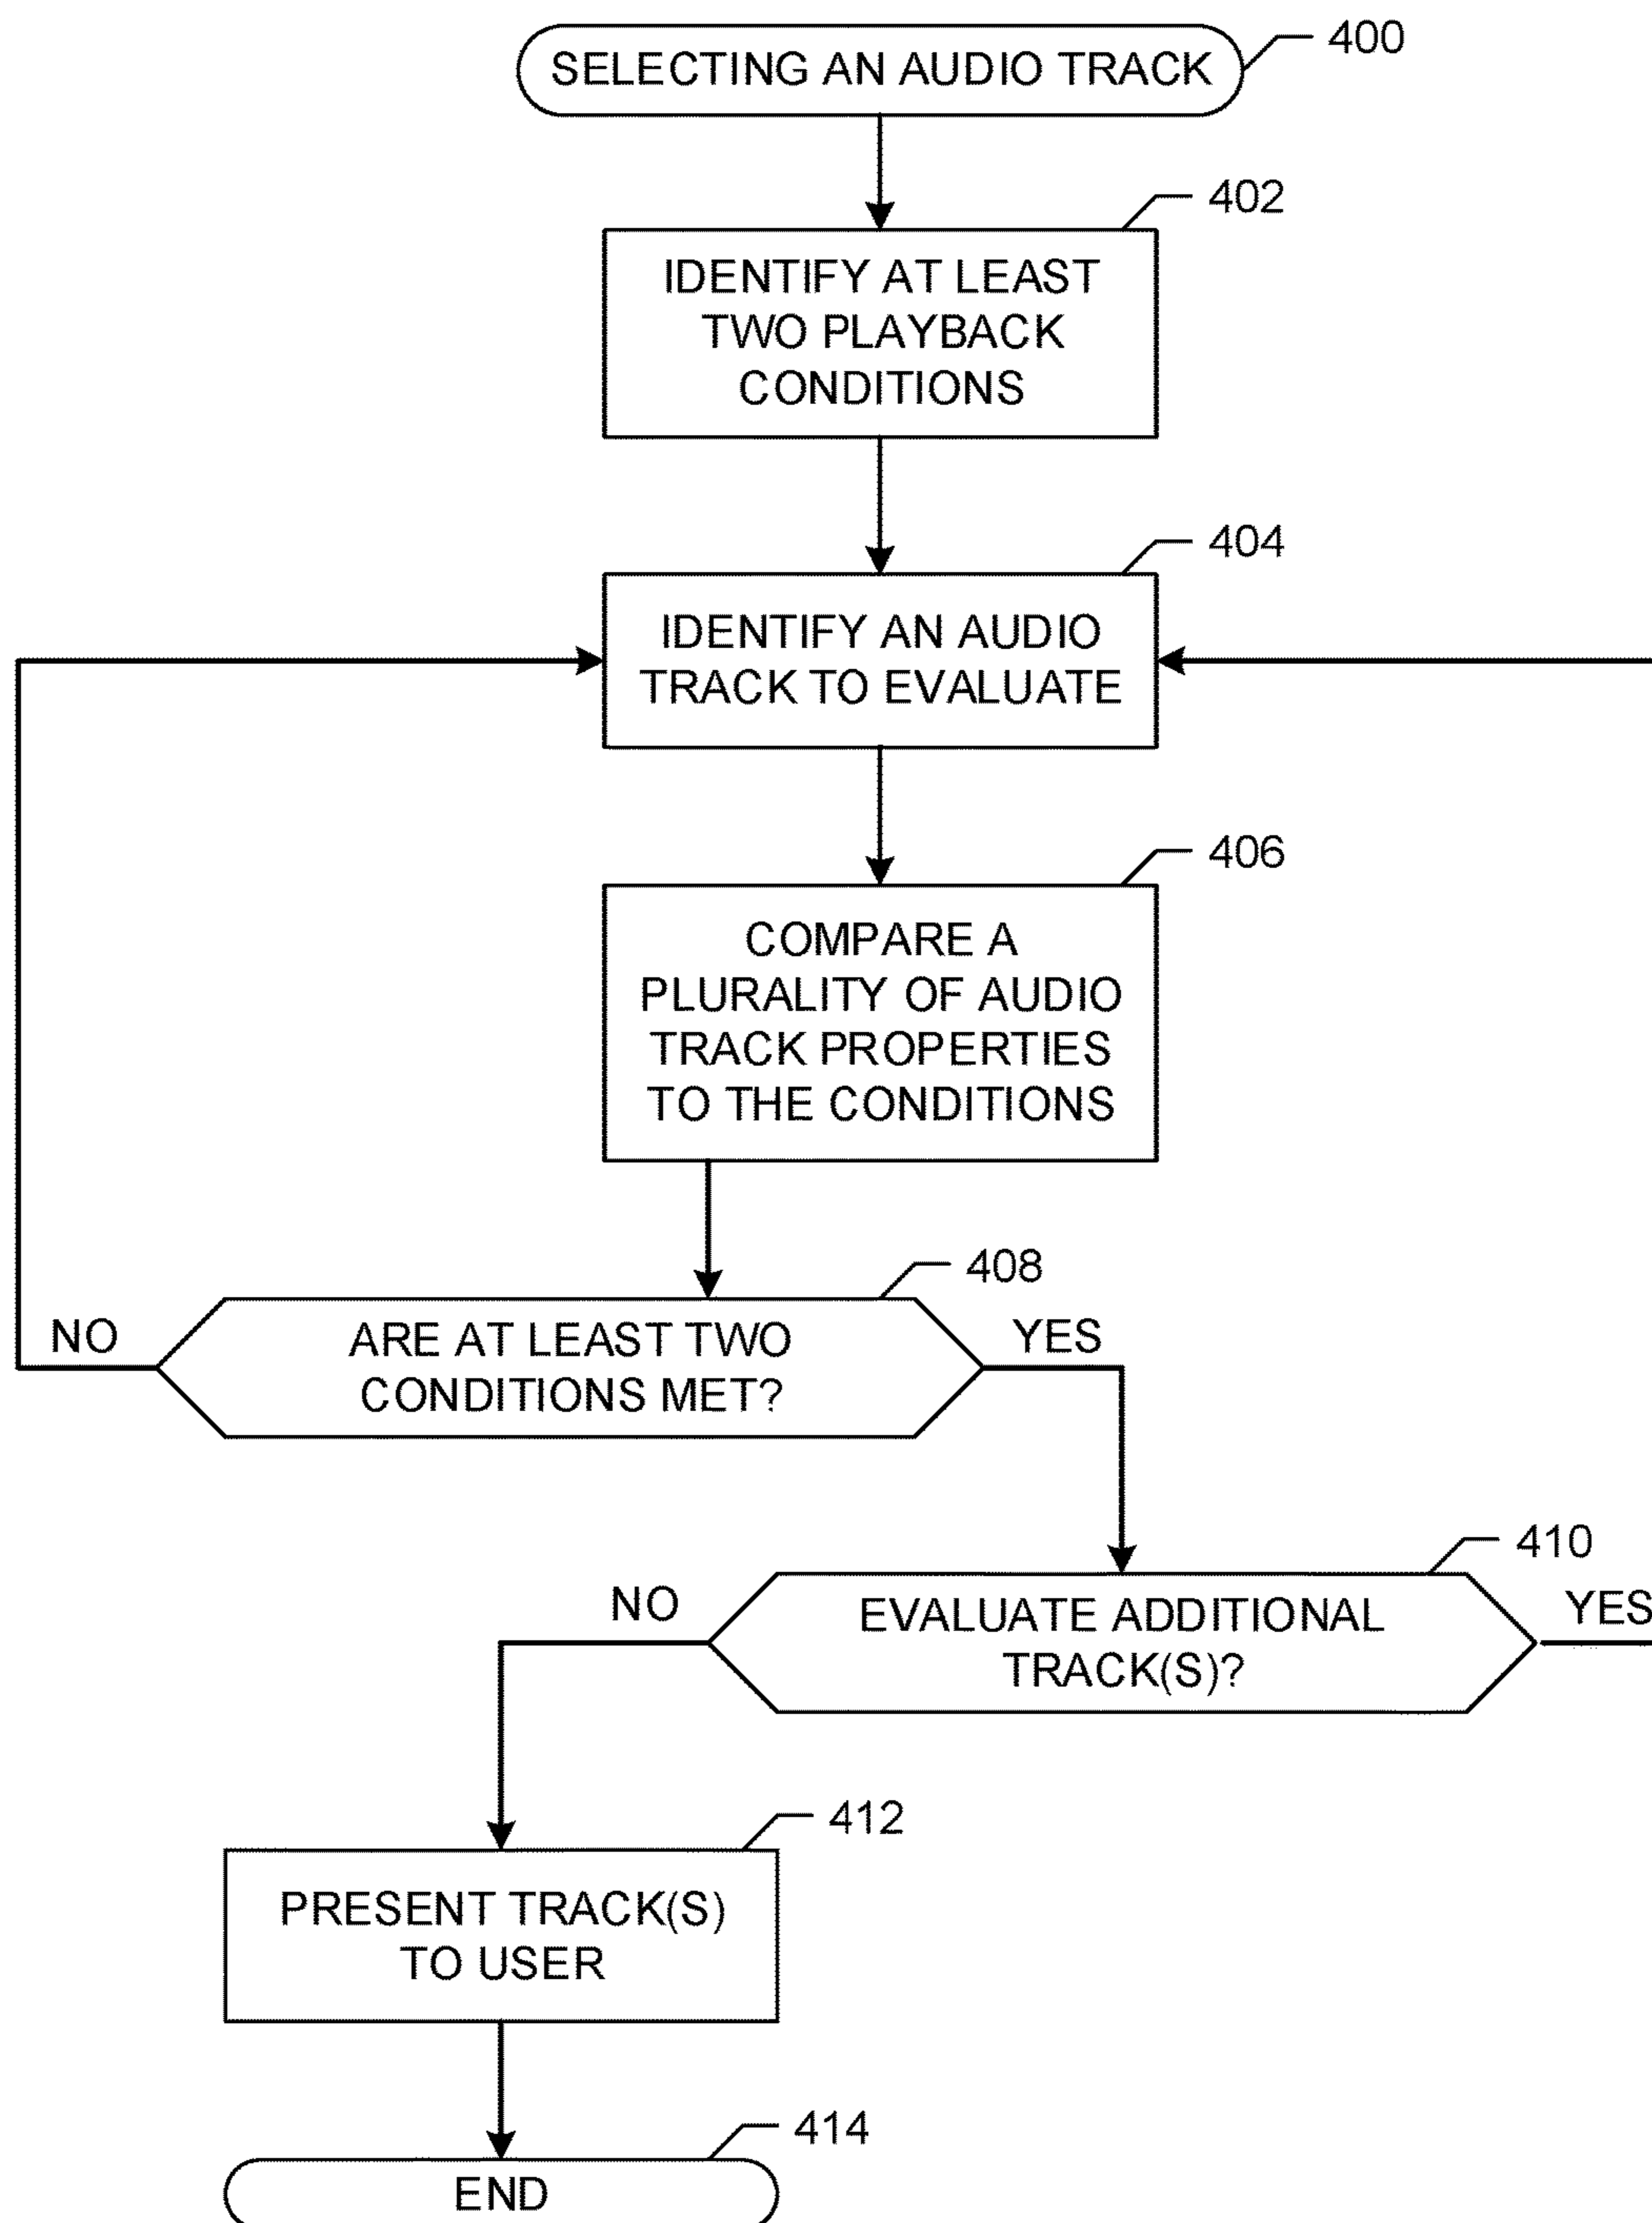 SELECTING AN AUDIO TRACK
400
402
IDENTIFY AT LEAST
TWO PLAYBACK
CONDITIONS
404
IDENTIFY AN AUDIO
TRACK TO EVALUATE
406
COMPARE A
PLURALITY OF AUDIO
TRACK PROPERTIES
TO THE CONDITIONS
408
NO
ARE AT LEAST TWO
CONDITIONS MET?
YES
410
NO
EVALUATE ADDITIONAL
TRACK(S)?
YES
412
PRESENT TRACK(S)
TO USER
414
END